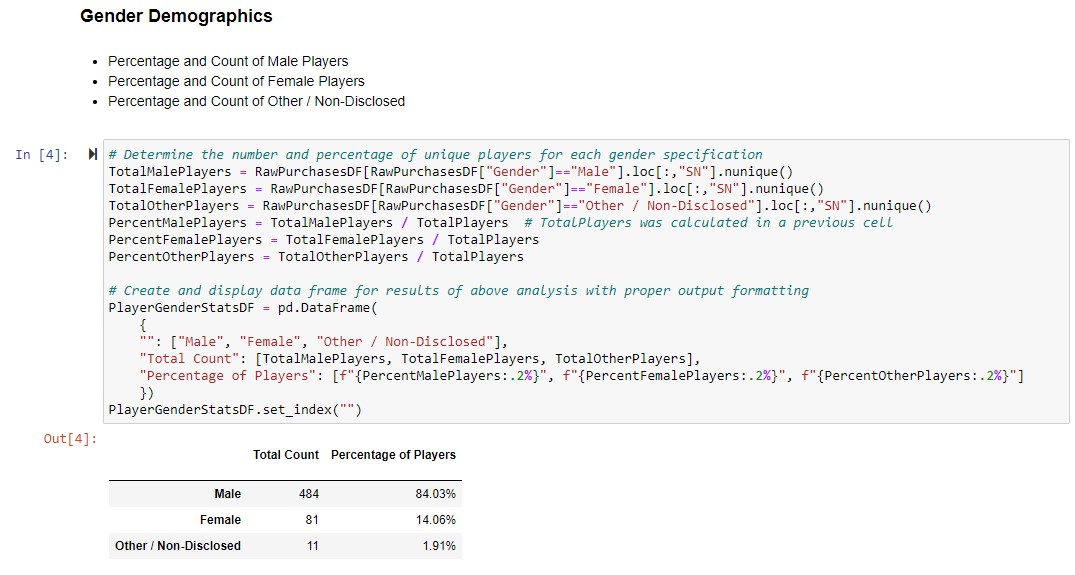 Gender Demographics
• Percentage and Count of Male Players
• Percentage and Count of Female Players
• Percentage and Count of Other / Non-Disclosed
In [4]:
# Determine the number and percentage of unique players for each gender specification
TotalMalePlayers = RawPurchasesDF[RawPurchasesDF["Gender"]=="Male"].loc[:,"SN"].nunique()
TotalFemalePlayers = RawPurchasesDF[RawPurchasesDF["Gender"]=="Female"].loc[:,"SN"].nunique()
TotalOtherPlayers = RawPurchasesDF[RawPurchasesDF["Gender"]=="Other / Non-Disclosed"].loc[:,"SN"].nunique()
PercentMalePlayers = TotalMalePlayers / TotalPlayers  # TotalPlayers was calculated in a previous cell
PercentFemalePlayers = TotalFemalePlayers / TotalPlayers
PercentOtherPlayers = TotalOtherPlayers / TotalPlayers
# Create and display data frame for results of above analysis with proper output formatting
PlayerGenderStatsDF = pd.DataFrame(
    {
    "": ["Male", "Female", "Other / Non-Disclosed"],
    "Total Count": [TotalMalePlayers, TotalFemalePlayers, TotalOtherPlayers],
    "Percentage of Players": [f"{PercentMalePlayers:.2%}", f"{PercentFemalePlayers:.2%}", f"{PercentOtherPlayers:.2%}"]
    })
PlayerGenderStatsDF.set_index("")
Out[4]:
Total Count Percentage of Players
Male 484 84.03%
Female 81 14.06%
Other / Non-Disclosed 11 1.91%